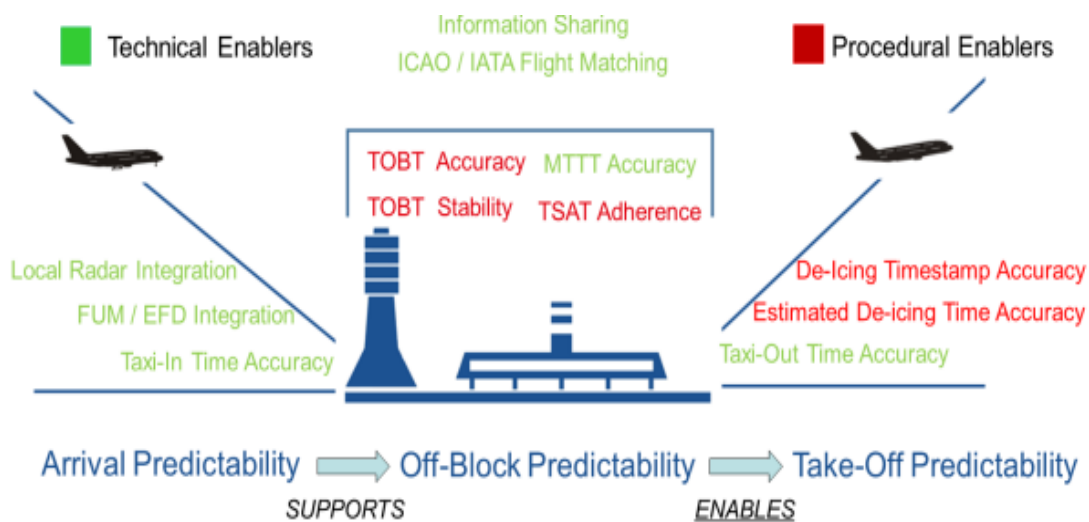 Information Sharing
Technical Enablers
ICAO / IATA Flight Matching
Procedural Enablers
TOBT Accuracy
MTTT Accuracy
TOBT Stability
TSAT Adherence
Local Radar Integration
FUM / EFD Integration
Taxi-In Time Accuracy
De-Icing Timestamp Accuracy
Estimated De-icing Time Accuracy
Taxi-Out Time Accuracy
Arrival Predictability
Off-Block Predictability
Take-Off Predictability
SUPPORTS
ENABLES